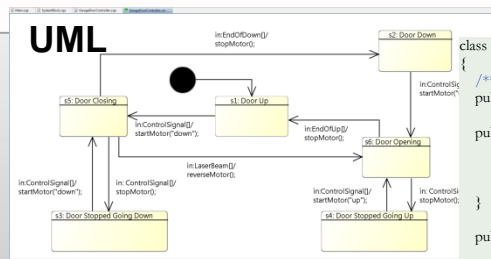 UML
in:EndOfDown[]/
stopMotor();
s2: Door Down
class
{
/**
pu
pu
}
pu
in:ControlSig
startMotor("
s5: Door Closing
s1: Door Up
in:ControlSignal[]/
startMotor("down");
in:EndOfUp[]/
stopMotor();
s6: Door Opening
in:LaserBeam[]/
reverseMotor();
in:ControlSignal[]/
startMotor("down");
in: ControlSignal[]/
stopMotor();
in:ControlSignal[]/
startMotor("up");
in: ControlSi
stopMotor();
s3: Door Stopped Going Down
s4: Door Stopped Going Up